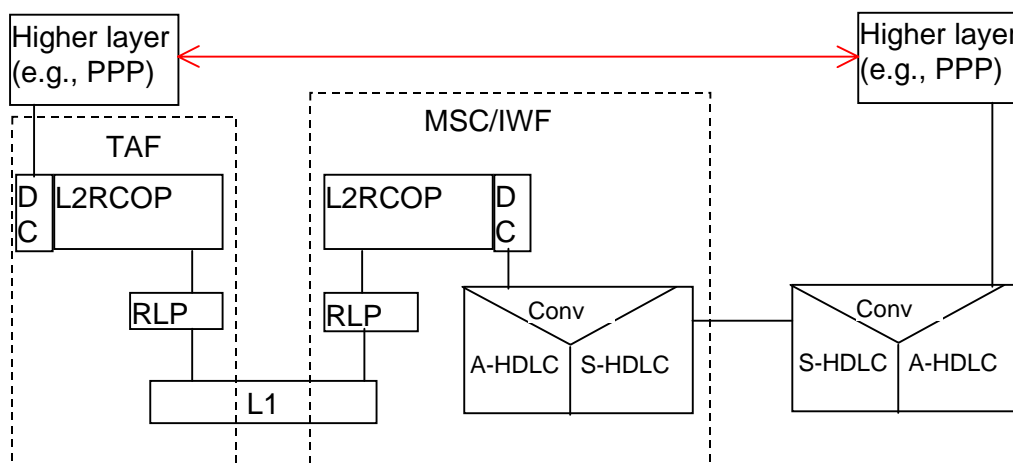 Higher layer
(e.g., PPP)
Higher layer
(e.g., PPP)
MSC/IWF
TAF
D
C
L2RCOP
L2RCOP
D
C
RLP
RLP
Conv
A-HDLC
S-HDLC
Conv
S-HDLC
A-HDLC
L1